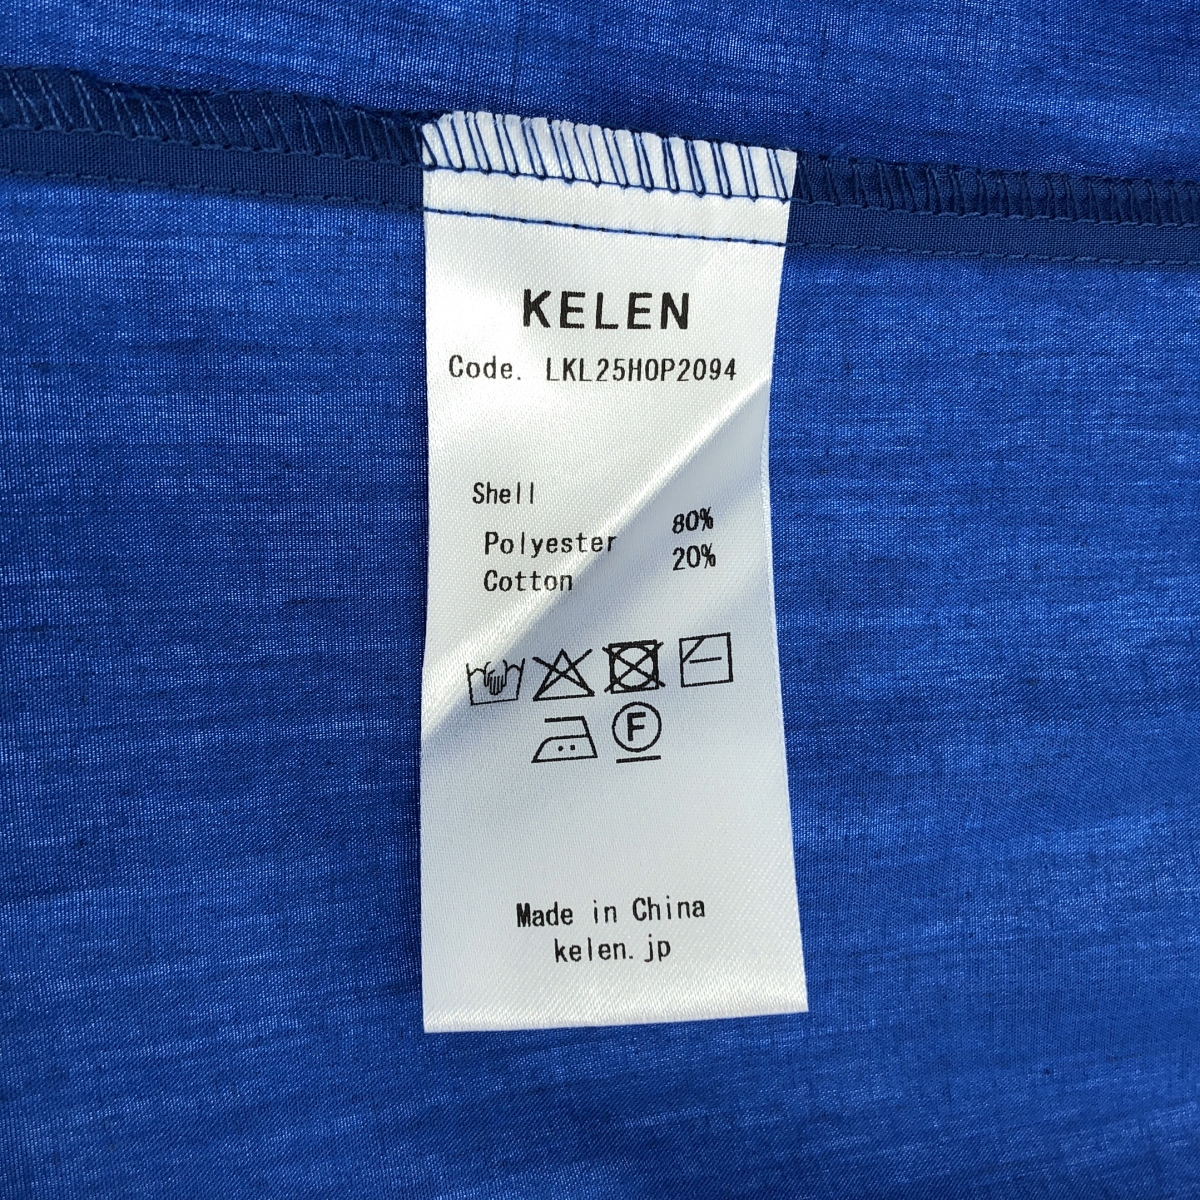 KELEN
Code. LKL25HOP2094
Shell
Polyester 80%
Cotton 20%
F
Made in China
kelen.jp